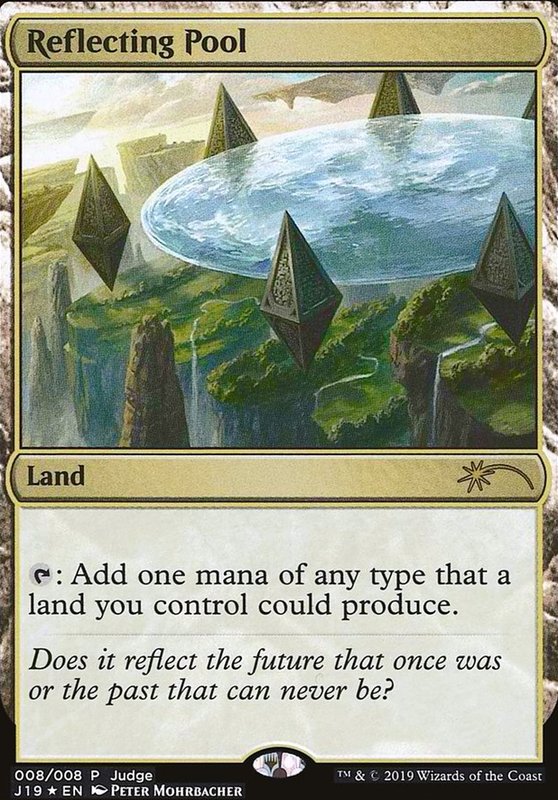 Reflecting Pool
Land
: Add one mana of any type that a
land you control could produce.
Does it reflect the future that once was
or the past that can never be?
008/008 P Judge
J19 ★ EN PETER MOHRBACHER
™ & © 2019 Wizards of the Coast